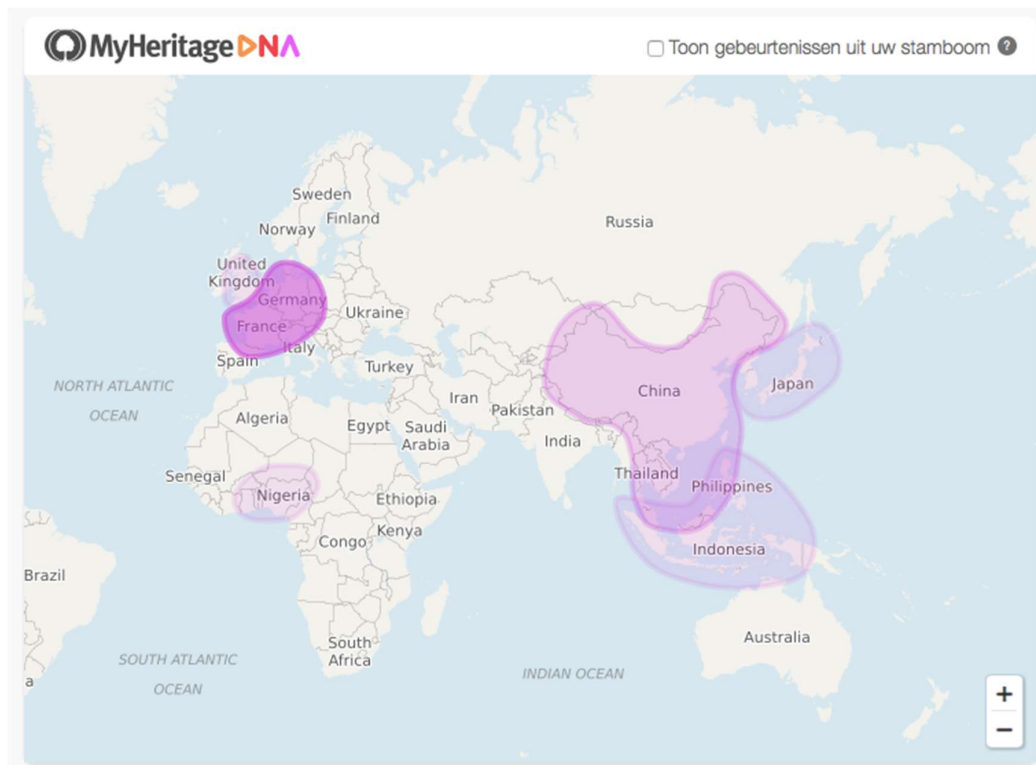 MyHeritage DNA
Toon gebeurtenissen uit uw stamboom ?
Sweden
Finland
Norway
Russia
United
Kingdom
Germany
Ukraine
France
Italy
Spain
Turkey
NORTH ATLANTIC
OCEAN
China
Japan
Iran
Pakistan
Algeria
Egypt
Saudi
Arabia
India
Senegal
Nigeria
Ethiopia
Thailand
Philippines
Kenya
Congo
Indonesia
Brazil
South
Africa
Australia
SOUTH ATLANTIC
OCEAN
INDIAN OCEAN
a
+
−